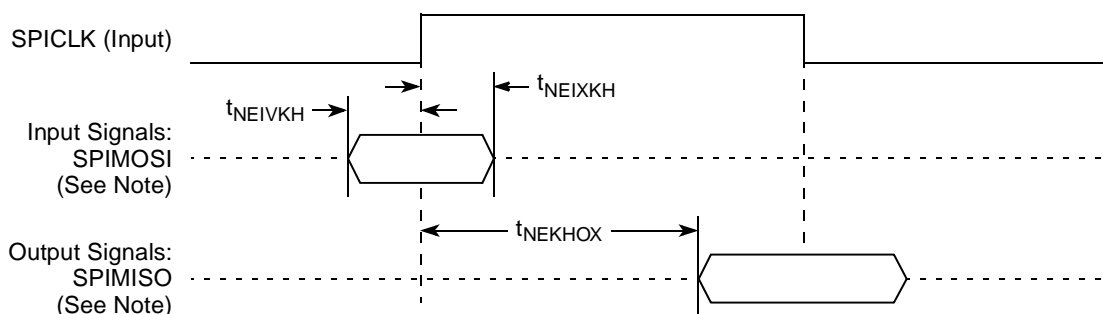 SPICLK (Input)
tNEIXKH
tNEIVKH
Input Signals:
SPIMOSI
(See Note)
tNEKHOX
Output Signals:
SPIMISO
(See Note)